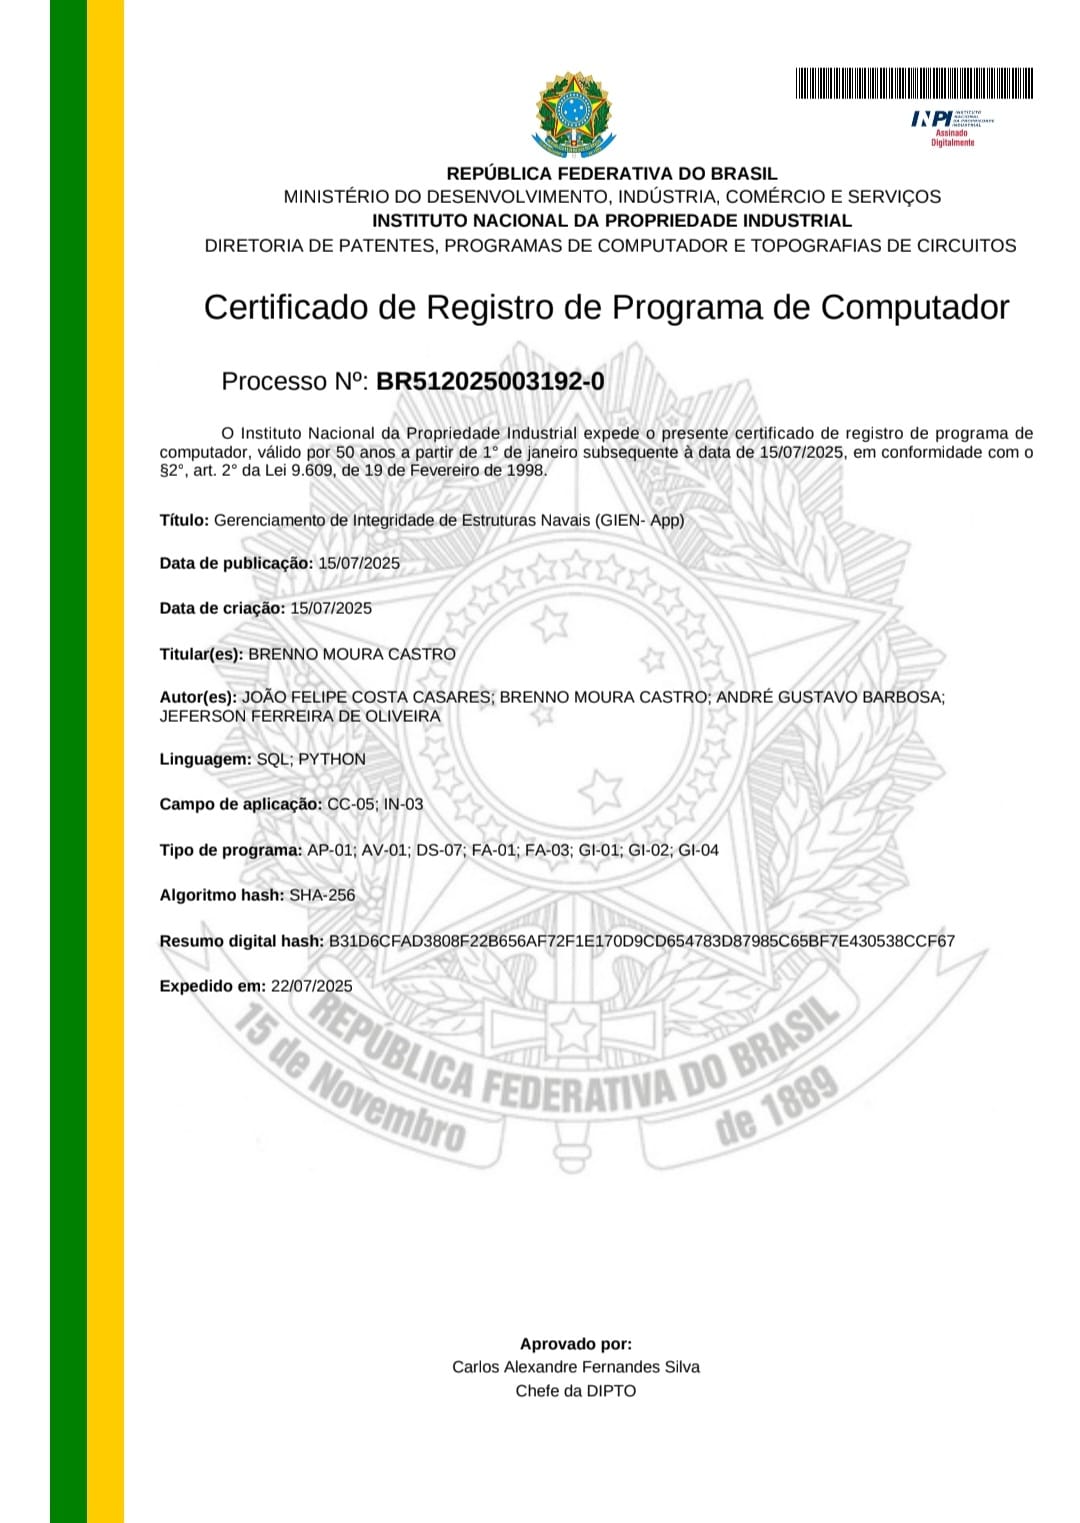 INPI INSTITUTO
NACIONAL
DA PROPRIEDADE
INDUSTRIAL
Assinado
Digitalmente
REPÚBLICA FEDERATIVA DO BRASIL
MINISTÉRIO DO DESENVOLVIMENTO, INDÚSTRIA, COMÉRCIO E SERVIÇOS
INSTITUTO NACIONAL DA PROPRIEDADE INDUSTRIAL
DIRETORIA DE PATENTES, PROGRAMAS DE COMPUTADOR E TOPOGRAFIAS DE CIRCUITOS
Certificado de Registro de Programa de Computador
Processo Nº: BR512025003192-0
O Instituto Nacional da Propriedade Industrial expede o presente certificado de registro de programa de
computador, válido por 50 anos a partir de 1° de janeiro subsequente à data de 15/07/2025, em conformidade com o
§2°, art. 2° da Lei 9.609, de 19 de Fevereiro de 1998.
Título: Gerenciamento de Integridade de Estruturas Navais (GIEN- App)
Data de publicação: 15/07/2025
Data de criação: 15/07/2025
Titular(es): BRENNO MOURA CASTRO
Autor(es): JOÃO FELIPE COSTA CASARES; BRENNO MOURA CASTRO; ANDRÉ GUSTAVO BARBOSA;
JEFERSON FERREIRA DE OLIVEIRA
Linguagem: SQL; PYTHON
Campo de aplicação: CC-05; IN-03
Tipo de programa: AP-01; AV-01; DS-07; FA-01; FA-03; GI-01; GI-02; GI-04
Algoritmo hash: SHA-256
Resumo digital hash: B31D6CFAD3808F22B656AF72F1E170D9CD654783D87985C65BF7E430538CCF67
Expedido em: 22/07/2025
REPÚBLICA FEDERATIVA DO BRASIL
15 de Novembro
de 1889
Aprovado por:
Carlos Alexandre Fernandes Silva
Chefe da DIPTO